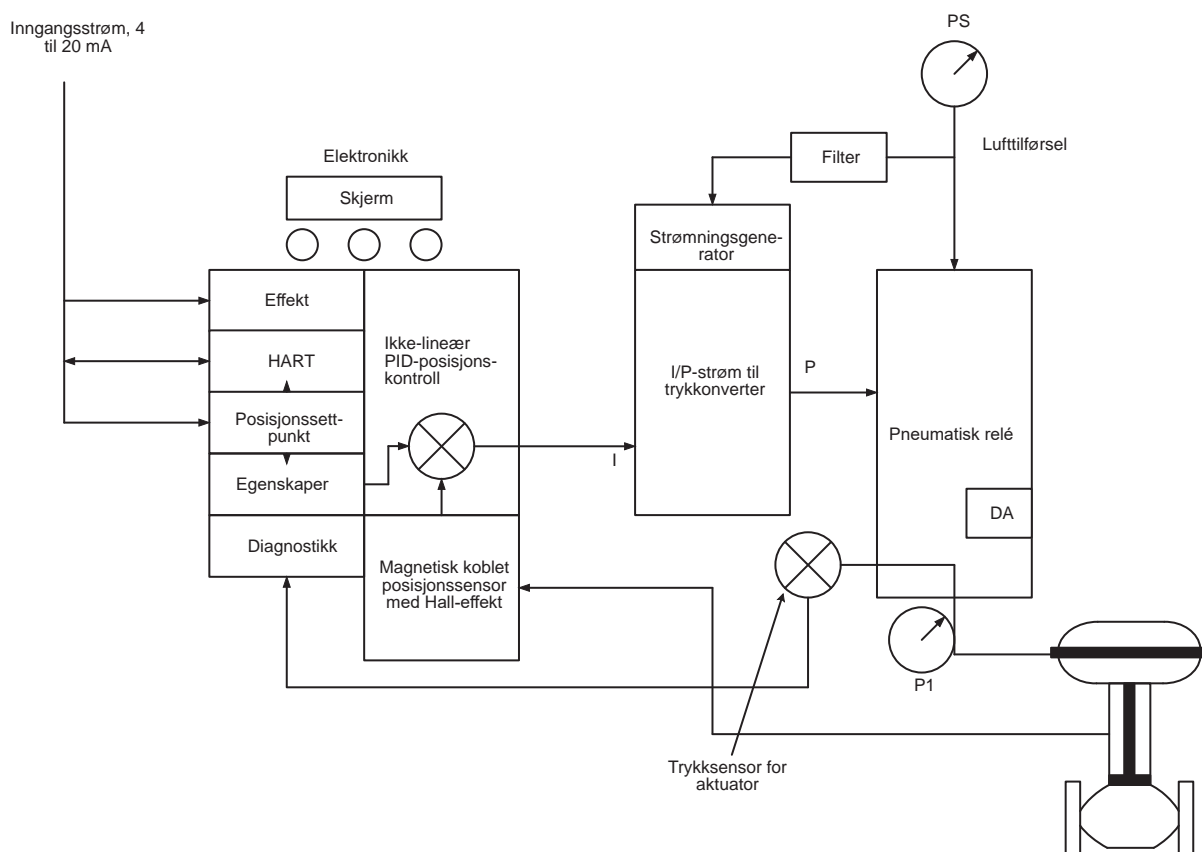 Inngangsstrøm, 4
til 20 mA
PS
Lufttilførsel
Filter
Elektronikk
Skjerm
Strømningsgene-
rator
Effekt
HART
Posisjonssett-
punkt
Egenskaper
Diagnostikk
Ikke-lineær
PID-posisjons-
kontroll
I
I/P-strøm til
trykkonverter
P
Pneumatisk relé
DA
Magnetisk koblet
posisjonssensor
med Hall-effekt
P1
Trykksensor for
aktuator